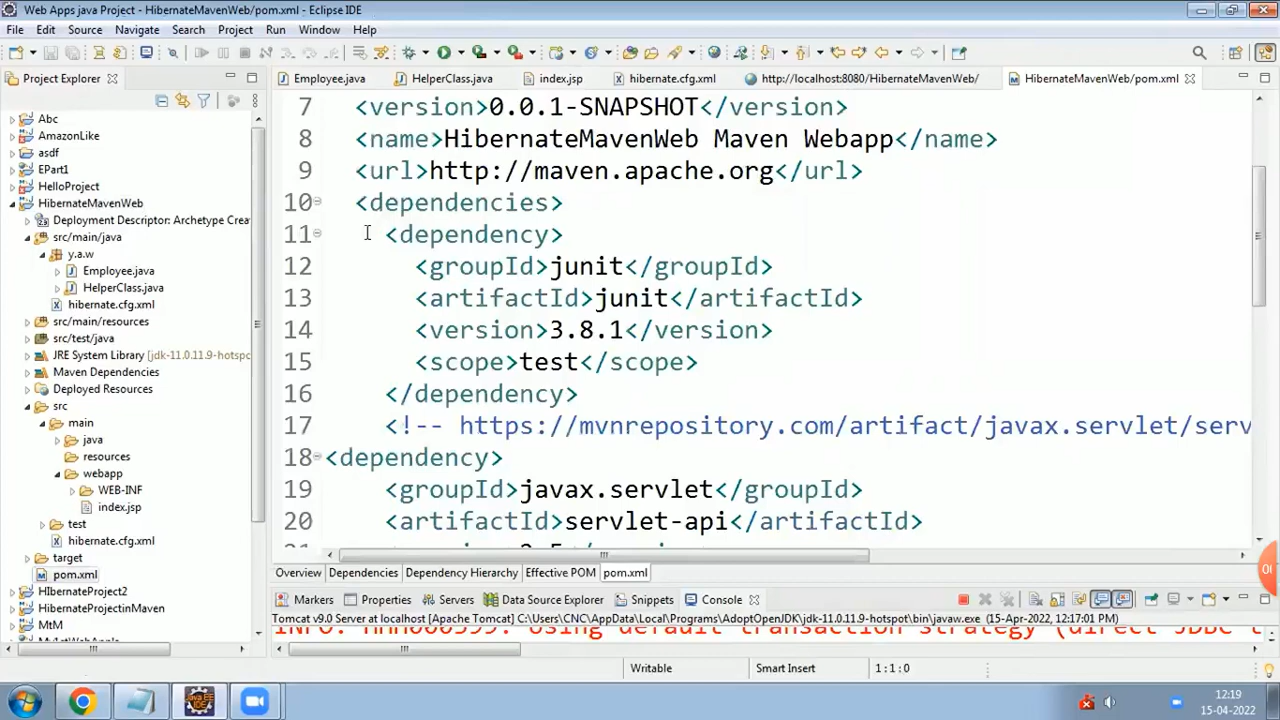 Web Apps java Project - HibernateMavenWeb/pom.xml - Eclipse IDE
File Edit Source Navigate Search Project Run Window Help
Project Explorer
Employee.java HelperClass.java index.jsp hibernate.cfg.xml http://localhost:8080/HibernateMavenWeb/ HibernateMavenWeb/pom.xml
Abc
AmazonLike
asdf
EPart1
HelloProject
HibernateMavenWeb
Deployment Descriptor: Archetype Crea
src/main/java
y.a.w
Employee.java
HelperClass.java
hibernate.cfg.xml
src/main/resources
src/test/java
JRE System Library [jdk-11.0.11.9-hotspo
Maven Dependencies
Deployed Resources
src
main
java
resources
webapp
WEB-INF
index.jsp
test
hibernate.cfg.xml
target
pom.xml
HIbernateProject2
HibernateProjectinMaven
MtM
7 <version>0.0.1-SNAPSHOT</version>
8 <name>HibernateMavenWeb Maven Webapp</name>
9 <url>http://maven.apache.org</url>
10 <dependencies>
11 <dependency>
12 <groupId>junit</groupId>
13 <artifactId>junit</artifactId>
14 <version>3.8.1</version>
15 <scope>test</scope>
16 </dependency>
17 <!-- https://mvnrepository.com/artifact/javax.servlet/serv
18 <dependency>
19 <groupId>javax.servlet</groupId>
20 <artifactId>servlet-api</artifactId>
Overview Dependencies Dependency Hierarchy Effective POM pom.xml
Markers Properties Servers Data Source Explorer Snippets Console
Tomcat v9.0 Server at localhost [Apache Tomcat] C:\Users\CNC\AppData\Local\Programs\AdoptOpenJDK\jdk-11.0.11.9-hotspot\bin\javaw.exe (15-Apr-2022, 12:17:01 PM)
INFO: HHH000399: Using default transaction strategy (direct JDBC t
Writable Smart Insert 1:1:0
12:19
15-04-2022